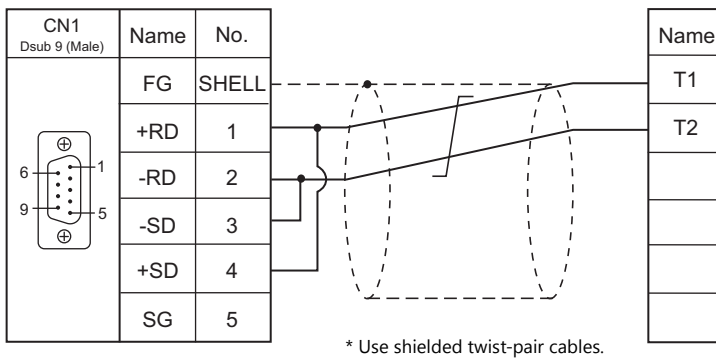 CN1
Dsub 9 (Male)
Name No.
FG SHELL
+RD 1
-RD 2
-SD 3
+SD 4
SG 5
6
1
9
5
Name
T1
T2
* Use shielded twist-pair cables.